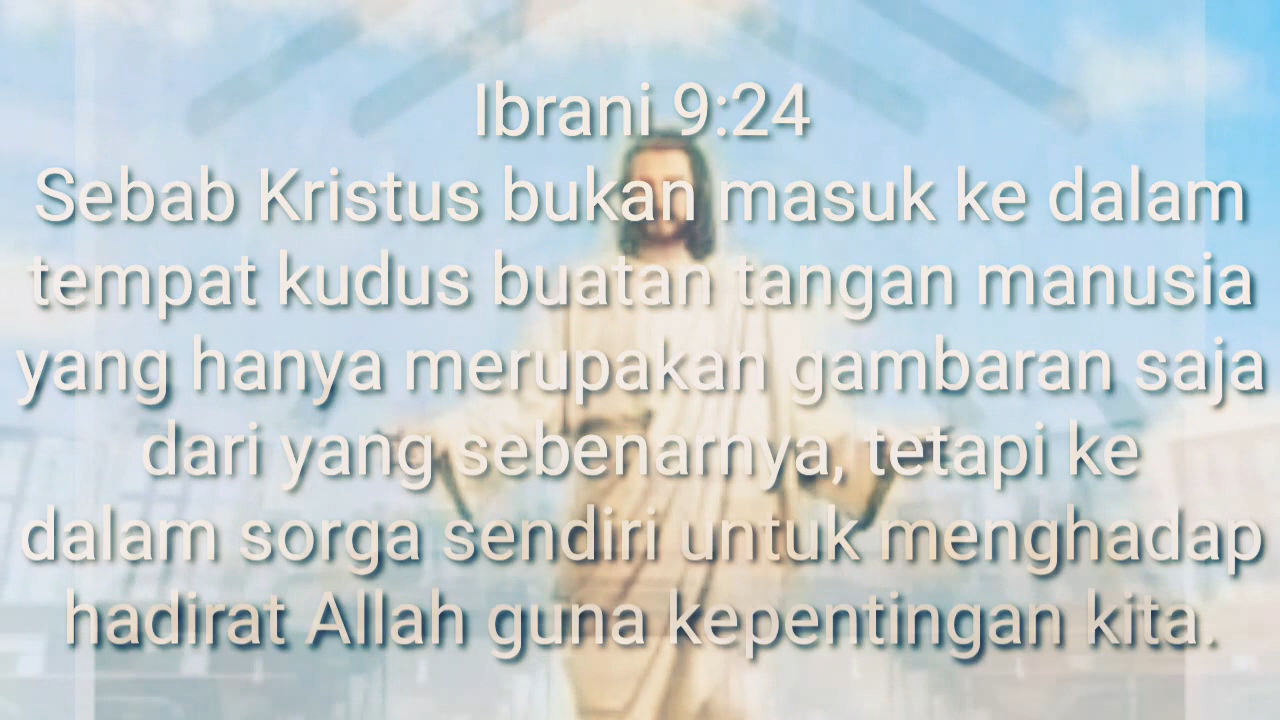 Ibrani 9:24
Sebab Kristus bukan masuk ke dalam
tempat kudus buatan tangan manusia
yang hanya merupakan gambaran saja
dari yang sebenarnya, tetapi ke
dalam sorga sendiri untuk menghadap
hadirat Allah guna kepentingan kita.